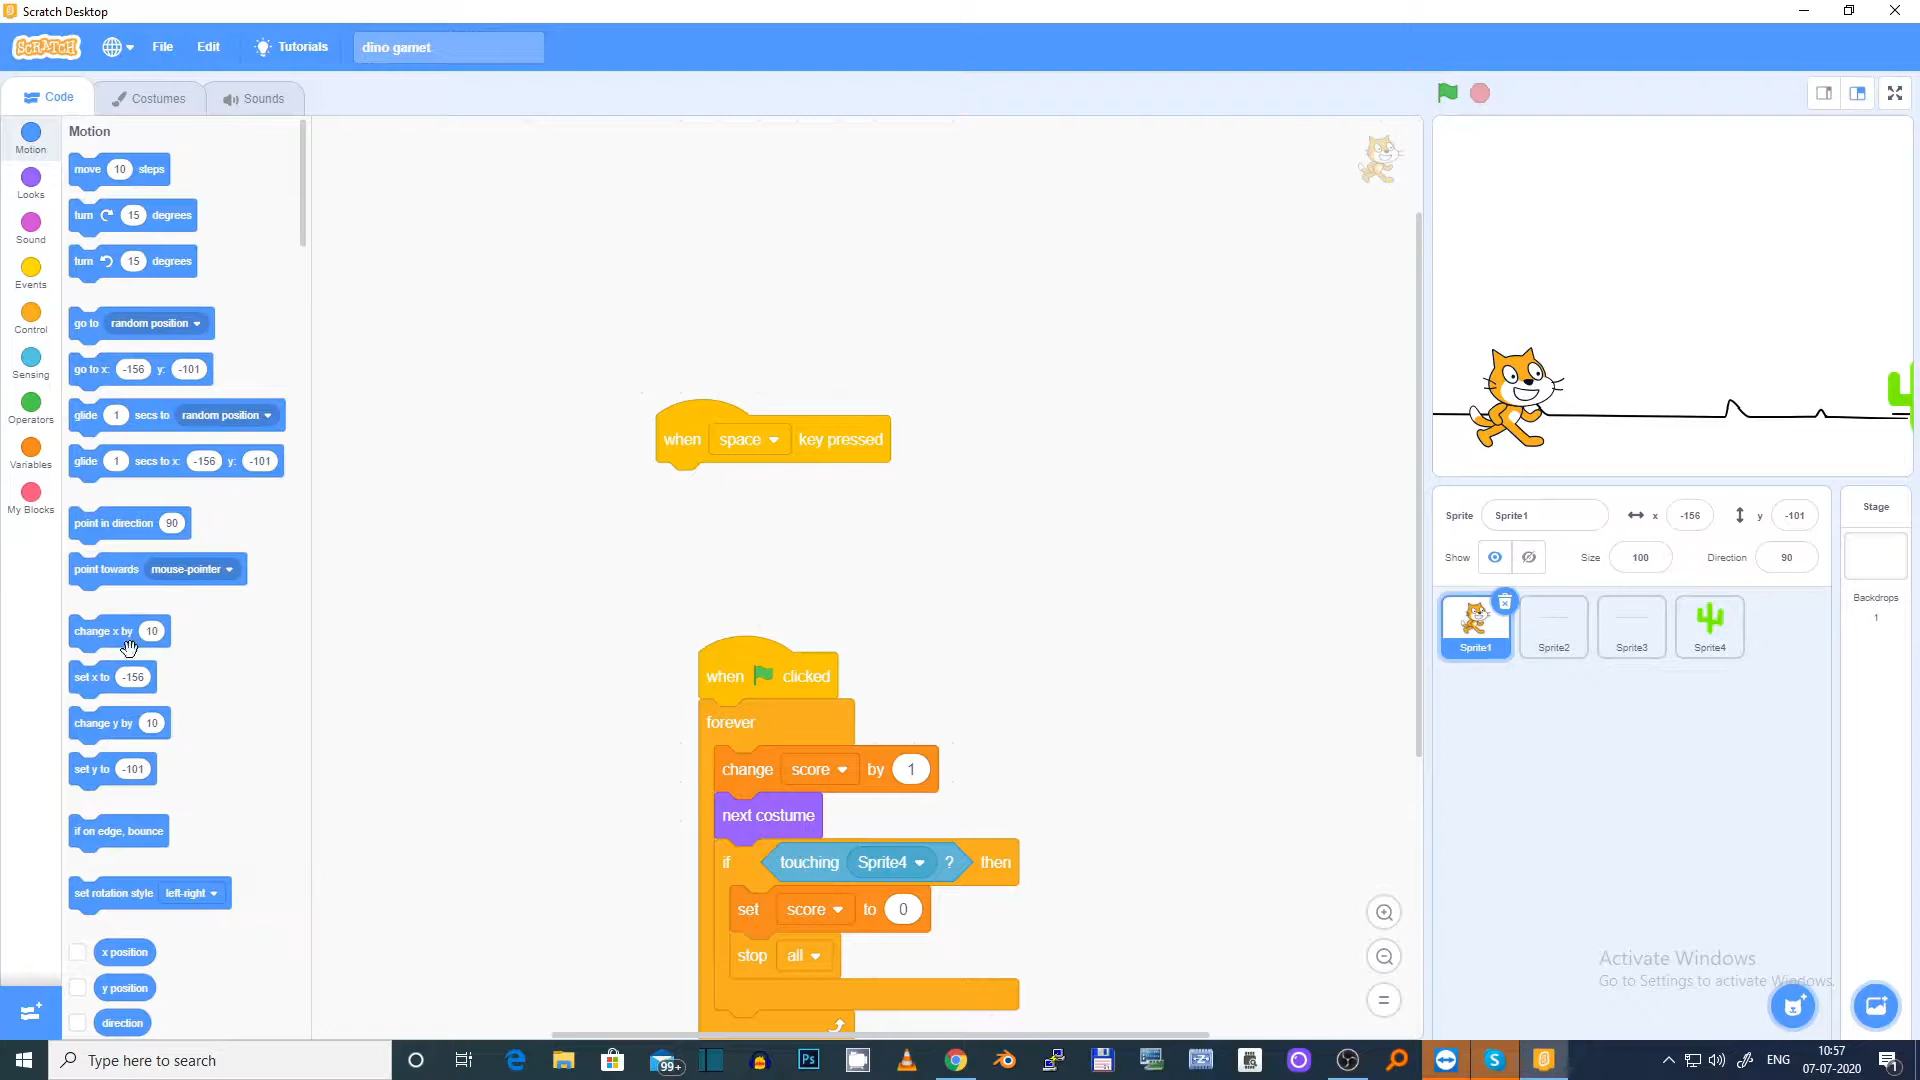 Scratch Desktop
SCRATCH File Edit Tutorials dino gamet
Code Costumes Sounds
Motion
Looks
Sound
Events
Control
Sensing
Operators
Variables
My Blocks
Motion
move 10 steps
turn 15 degrees
turn 15 degrees
go to random position
go to x: -156 y: -101
glide 1 secs to random position
glide 1 secs to x: -156 y: -101
point in direction 90
point towards mouse-pointer
change x by 10
set x to -156
change y by 10
set y to -101
if on edge, bounce
set rotation style left-right
x position
y position
direction
when space key pressed
when clicked
forever
change score by 1
next costume
if touching Sprite4 ? then
set score to 0
stop all
Sprite Sprite1 x -156 y -101
Show Size 100 Direction 90
Sprite1 Sprite2 Sprite3 Sprite4
Stage
Backdrops
1
Activate Windows
Go to Settings to activate Windows.
Type here to search
99+
Ps
S
ENG
10:57
07-07-2020
1